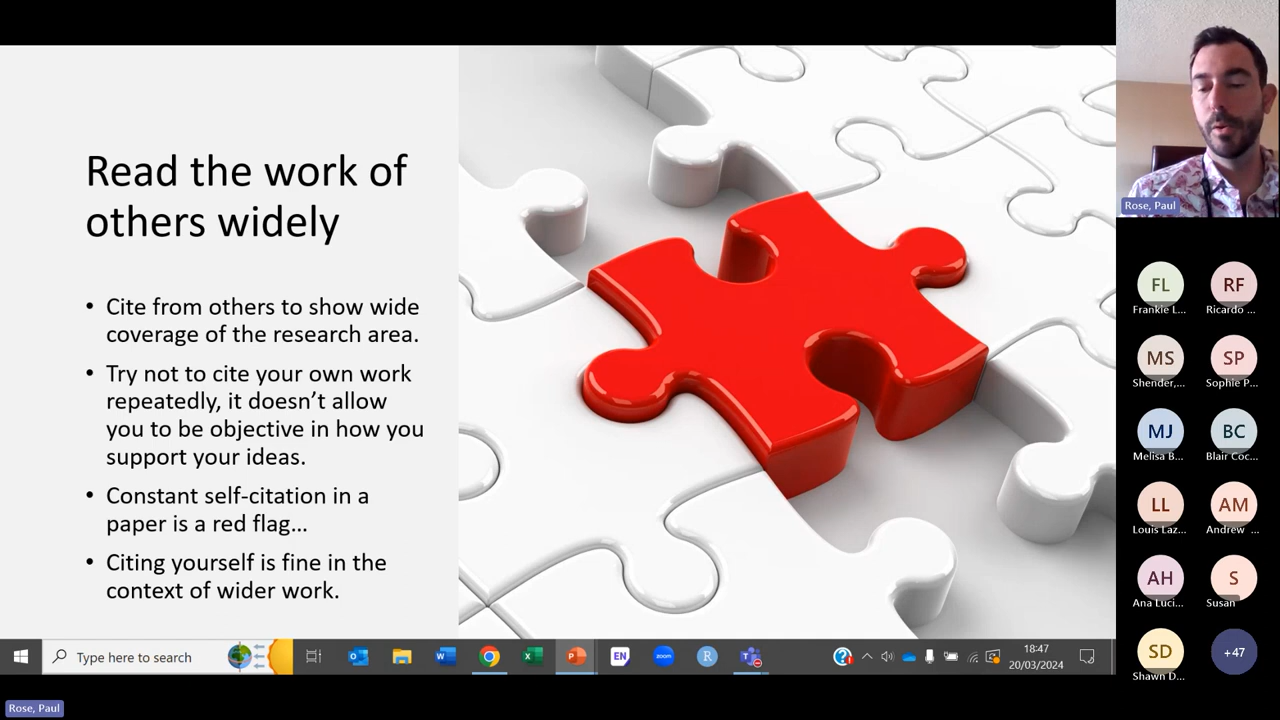 Read the work of
others widely
• Cite from others to show wide
coverage of the research area.
• Try not to cite your own work
repeatedly, it doesn’t allow
you to be objective in how you
support your ideas.
• Constant self-citation in a
paper is a red flag…
• Citing yourself is fine in the
context of wider work.
Rose, Paul
FL
Frankie L...
RF
Ricardo ...
MS
Shender,...
SP
Sophie P...
MJ
Melisa B...
BC
Blair Coc...
LL
Louis Laz...
AM
Andrew ...
AH
Ana Luci...
S
Susan
SD
Shawn D...
+47
Type here to search
EN
zoom
R
18:47
20/03/2024
Rose, Paul